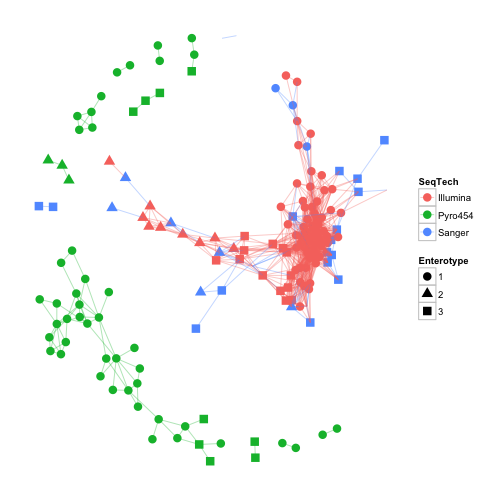 SeqTech
Illumina
Pyro454
Sanger
Enterotype
1
2
3